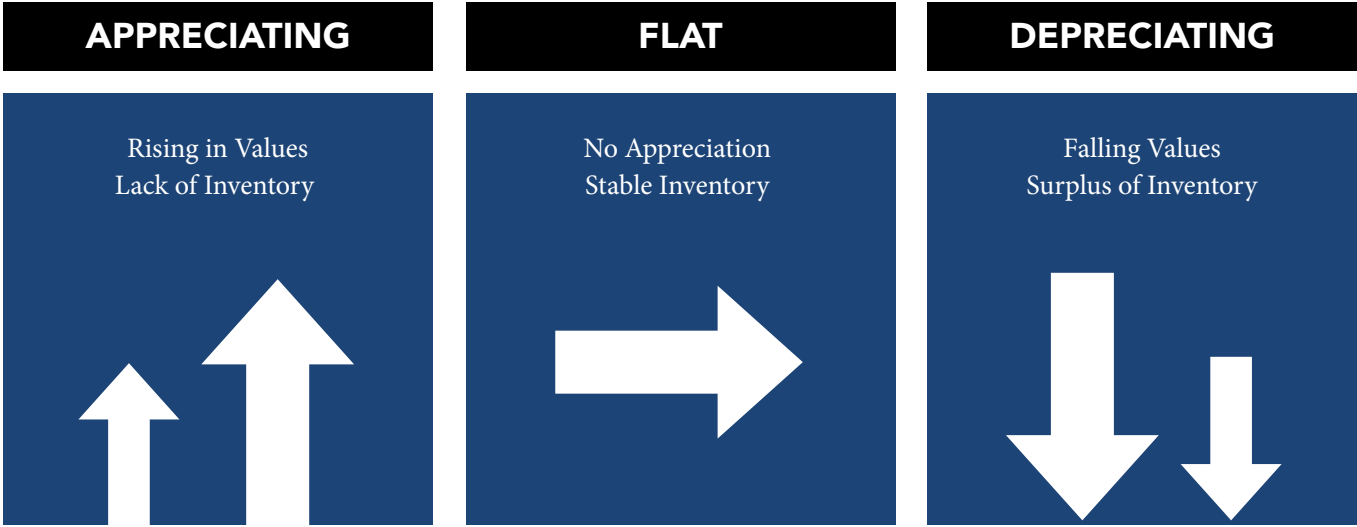 APPRECIATING
Rising in Values
Lack of Inventory
FLAT
No Appreciation
Stable Inventory
DEPRECIATING
Falling Values
Surplus of Inventory